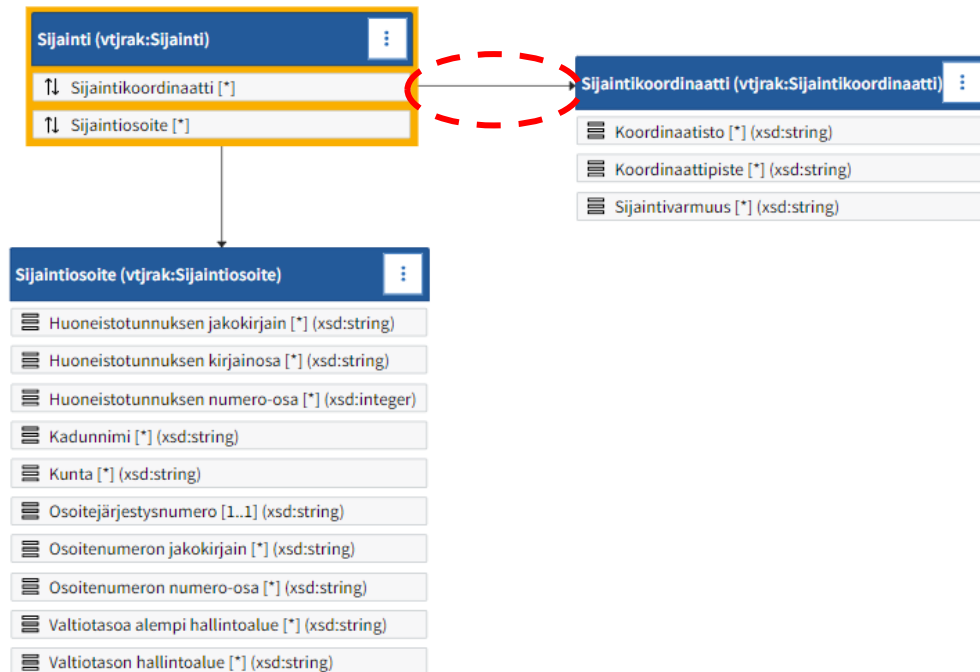 Sijainti (vtjrak:Sijainti)
Sijaintikoordinaatti [*]
Sijaintiosoite [*]
Sijaintikoordinaatti (vtjrak:Sijaintikoordinaatti)
Koordinaatisto [*] (xsd:string)
Koordinaattipiste [*] (xsd:string)
Sijaintivarmuus [*] (xsd:string)
Sijaintiosoite (vtjrak:Sijaintiosoite)
Huoneistotunnuksen jakokirjain [*] (xsd:string)
Huoneistotunnuksen kirjainosa [*] (xsd:string)
Huoneistotunnuksen numero-osa [*] (xsd:integer)
Kadunnimi [*] (xsd:string)
Kunta [*] (xsd:string)
Osoitejärjestysnumero [1..1] (xsd:string)
Osoitenumeron jakokirjain [*] (xsd:string)
Osoitenumeron numero-osa [*] (xsd:string)
Valtiotasoa alempi hallintoalue [*] (xsd:string)
Valtiotason hallintoalue [*] (xsd:string)